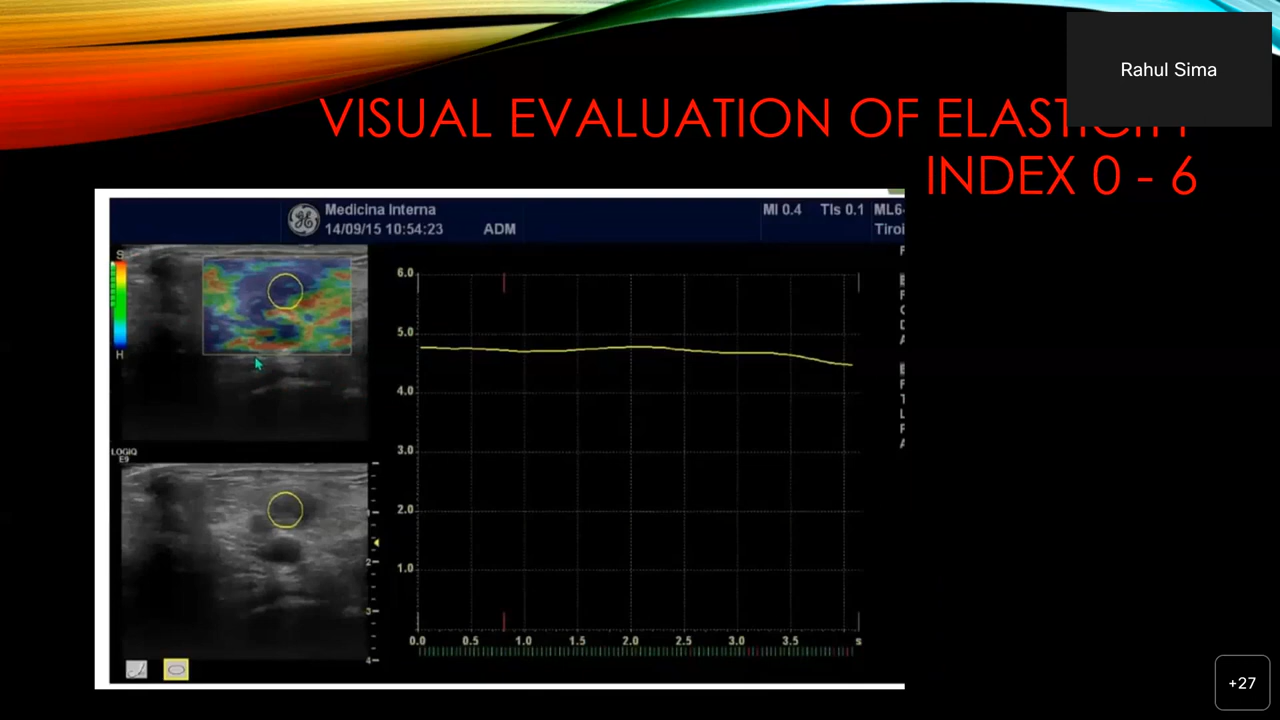 Rahul Sima
VISUAL EVALUATION OF ELASTICITY
INDEX 0 - 6
Medicina Interna
14/09/15 10:54:23 ADM
MI 0.4 TIs 0.1 ML6-
Tiroi
S
H
LOGIQ
E9
6.0
5.0
4.0
3.0
2.0
1.0
0.0 0.5 1.0 1.5 2.0 2.5 3.0 3.5 s
1
2
3
4
+27